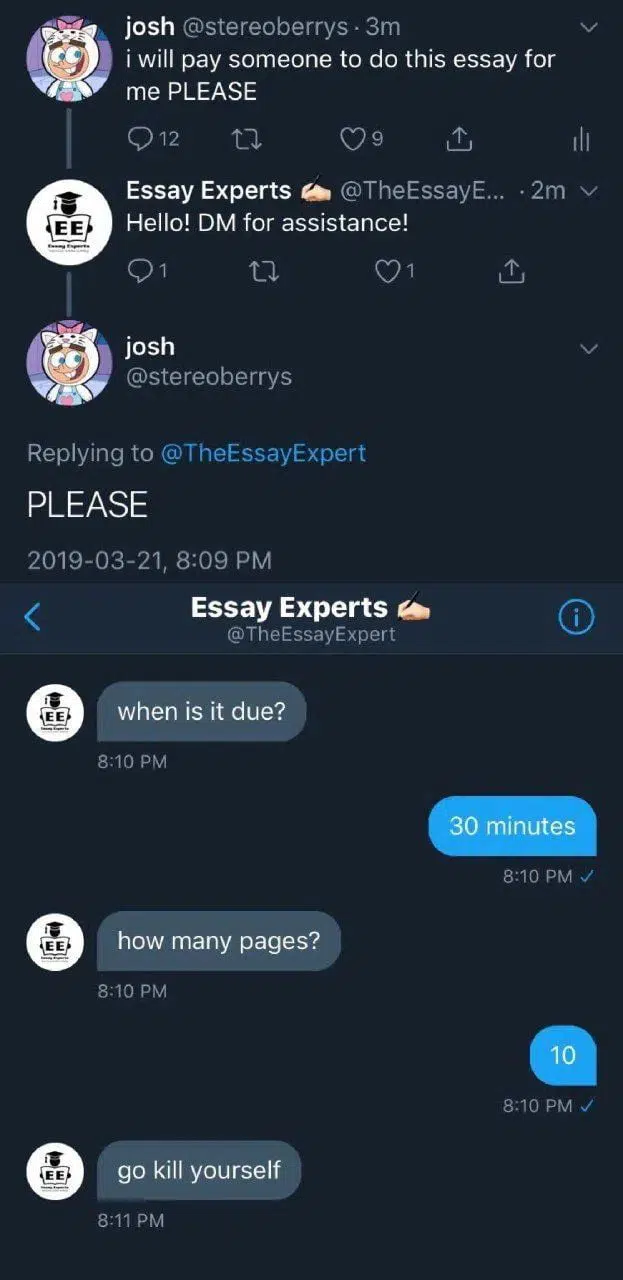 josh @stereoberrys · 3m
i will pay someone to do this essay for
me PLEASE
12 9
Essay Experts ✍🏻 @TheEssayE... · 2m
Hello! DM for assistance!
1 1
josh
@stereoberrys
Replying to @TheEssayExpert
PLEASE
2019-03-21, 8:09 PM
Essay Experts ✍🏻
@TheEssayExpert
EE
when is it due?
8:10 PM
30 minutes
8:10 PM ✓
EE
how many pages?
8:10 PM
10
8:10 PM ✓
EE
go kill yourself
8:11 PM